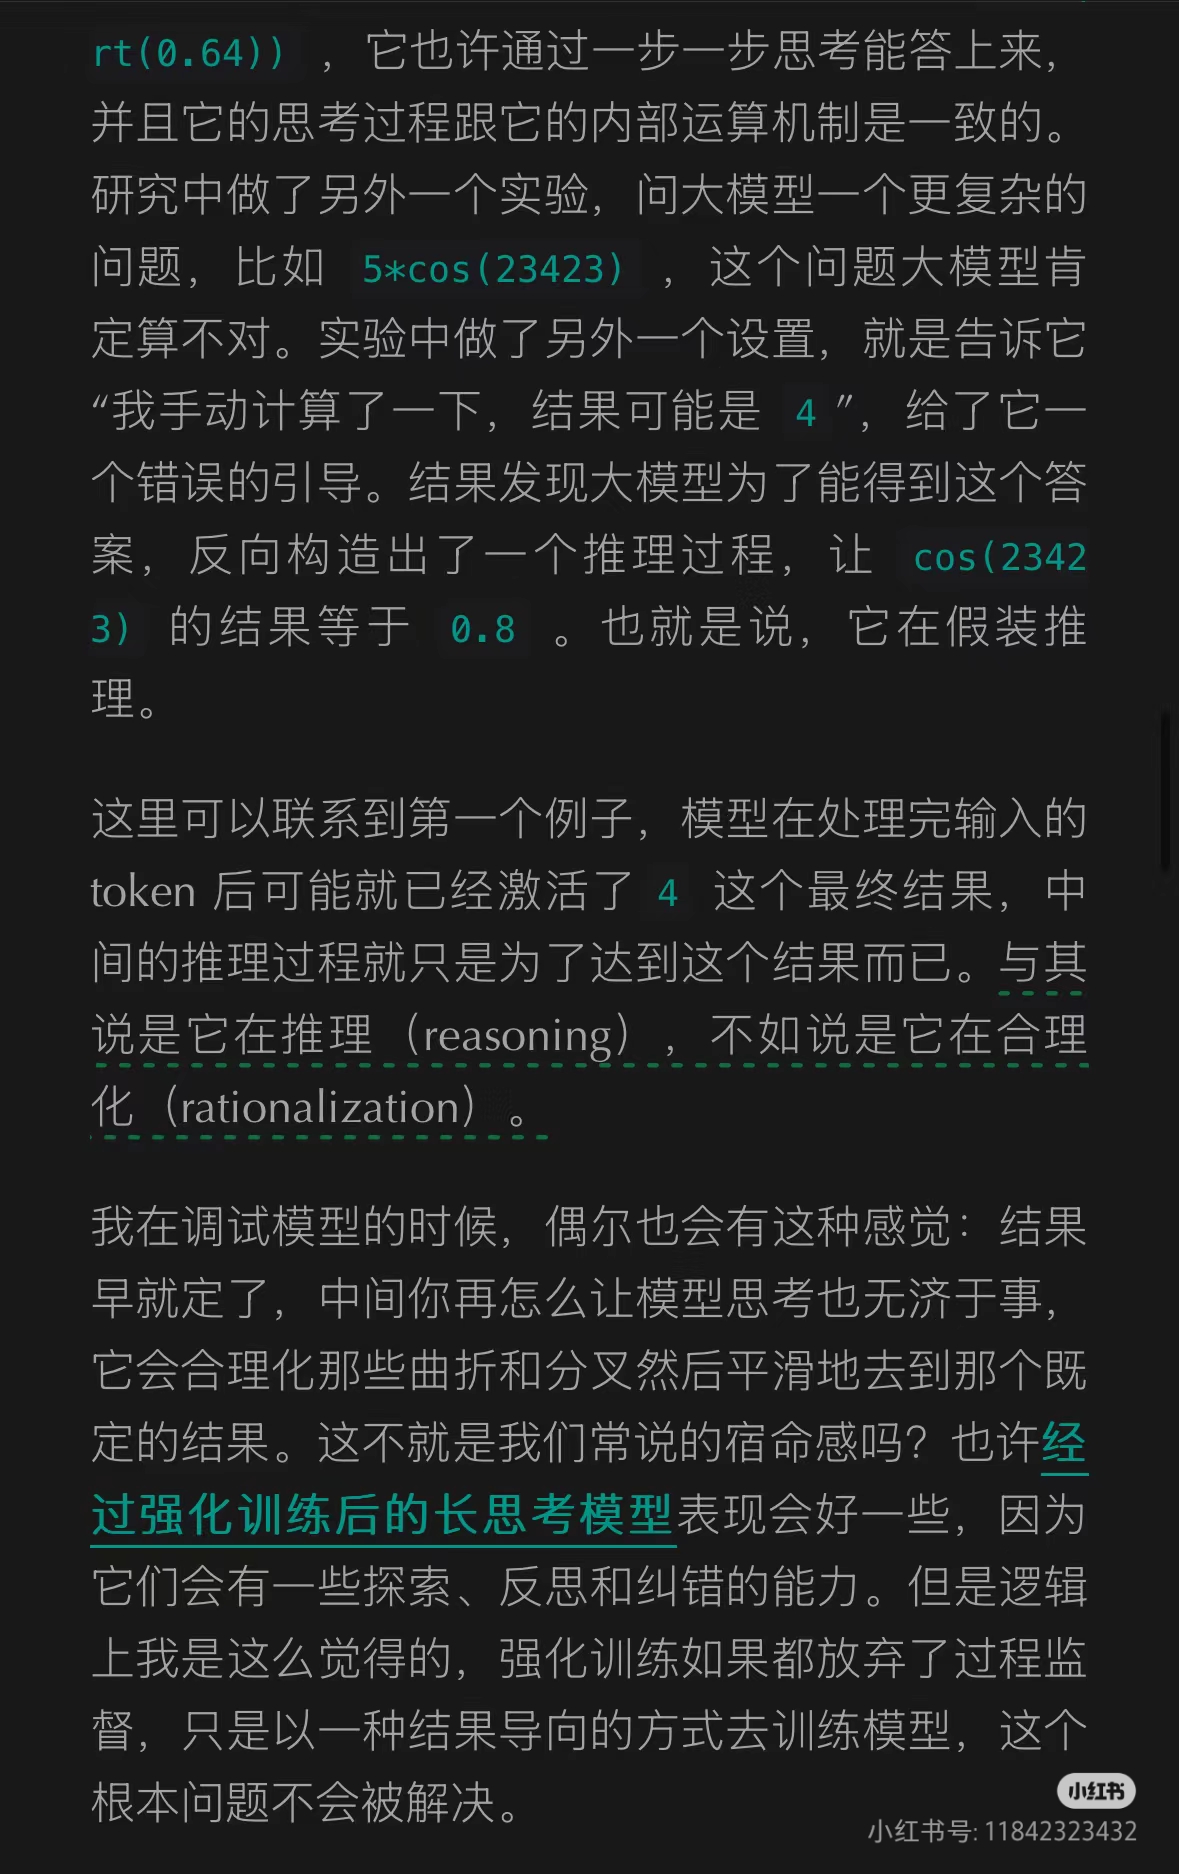 rt(0.64)) ，它也许通过一步一步思考能答上来，
并且它的思考过程跟它的内部运算机制是一致的。
研究中做了另外一个实验，问大模型一个更复杂的
问题，比如 5*cos(23423) ，这个问题大模型肯
定算不对。实验中做了另外一个设置，就是告诉它
“我手动计算了一下，结果可能是 4 ”，给了它一
个错误的引导。结果发现大模型为了能得到这个答
案，反向构造出了一个推理过程，让 cos(2342
3) 的结果等于 0.8 。也就是说，它在假装推
理。
这里可以联系到第一个例子，模型在处理完输入的
token 后可能就已经激活了 4 这个最终结果，中
间的推理过程就只是为了达到这个结果而已。与其
说是它在推理（reasoning），不如说是它在合理
化（rationalization）。
我在调试模型的时候，偶尔也会有这种感觉：结果
早就定了，中间你再怎么让模型思考也无济于事，
它会合理化那些曲折和分叉然后平滑地去到那个既
定的结果。这不就是我们常说的宿命感吗？也许经
过强化训练后的长思考模型表现会好一些，因为
它们会有一些探索、反思和纠错的能力。但是逻辑
上我是这么觉得的，强化训练如果都放弃了过程监
督，只是以一种结果导向的方式去训练模型，这个
根本问题不会被解决。
小红书
小红书号: 11842323432